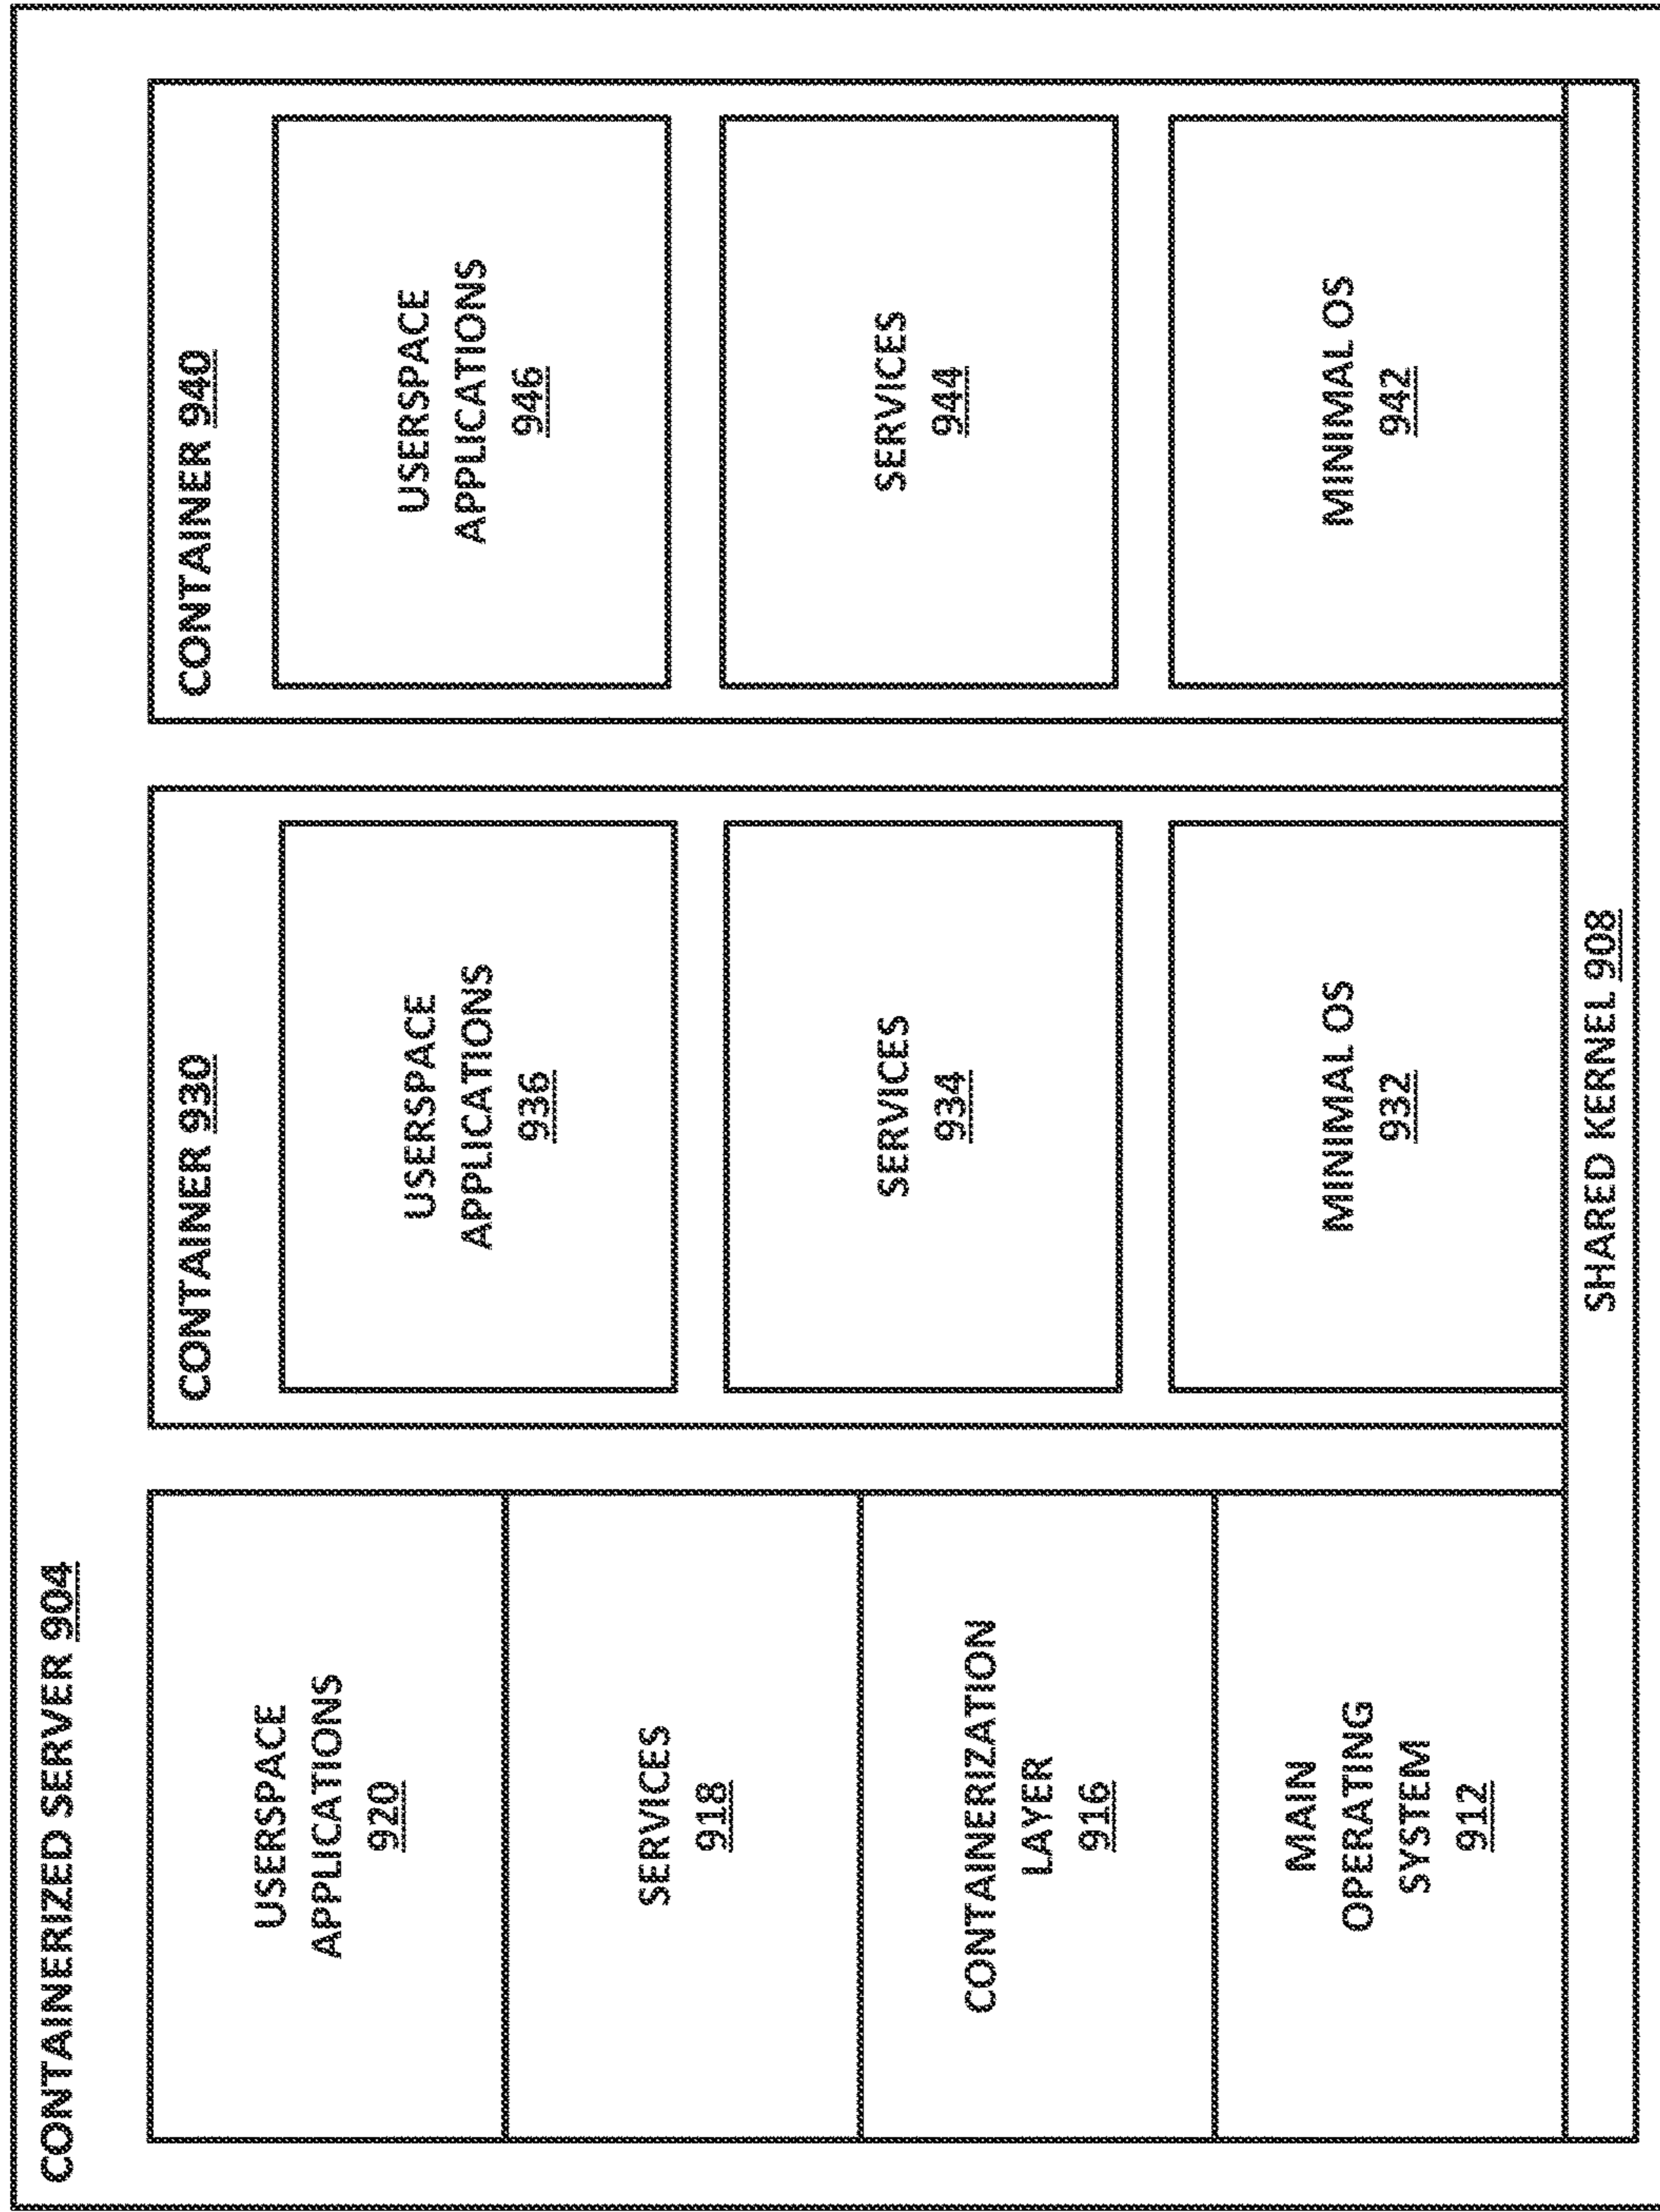 CONTAINERIZED SERVER 904
USERSPACE
APPLICATIONS
920
SERVICES
918
CONTAINERIZATION
LAYER
916
MAIN
OPERATING
SYSTEM
912
CONTAINER 930
USERSPACE
APPLICATIONS
936
SERVICES
934
MINIMAL OS
932
CONTAINER 940
USERSPACE
APPLICATIONS
946
SERVICES
944
MINIMAL OS
942
SHARED KERNEL 908